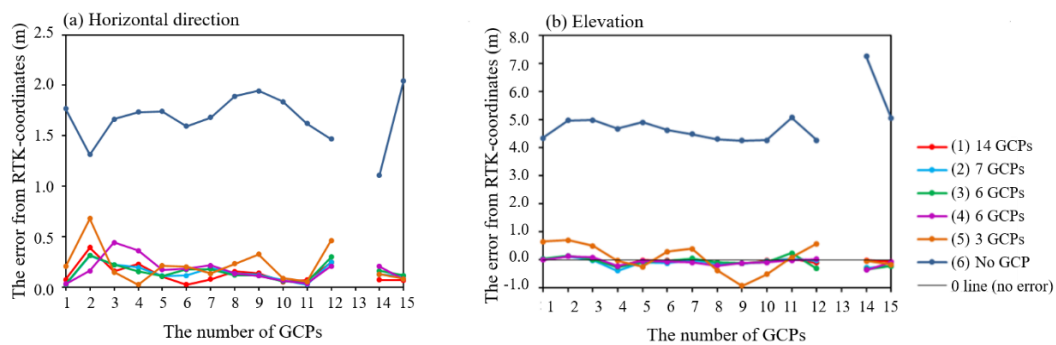 (a) Horizontal direction
The error from RTK-coordinates (m)
2.5
2.0
1.5
1.0
0.5
0.0
1 2 3 4 5 6 7 8 9 10 11 12 13 14 15
The number of GCPs
(b) Elevation
The error from RTK-coordinates (m)
8.0
7.0
6.0
5.0
4.0
3.0
2.0
1.0
0.0
-1.0
1 2 3 4 5 6 7 8 9 10 11 12 13 14 15
The number of GCPs
(1) 14 GCPs
(2) 7 GCPs
(3) 6 GCPs
(4) 6 GCPs
(5) 3 GCPs
(6) No GCP
0 line (no error)